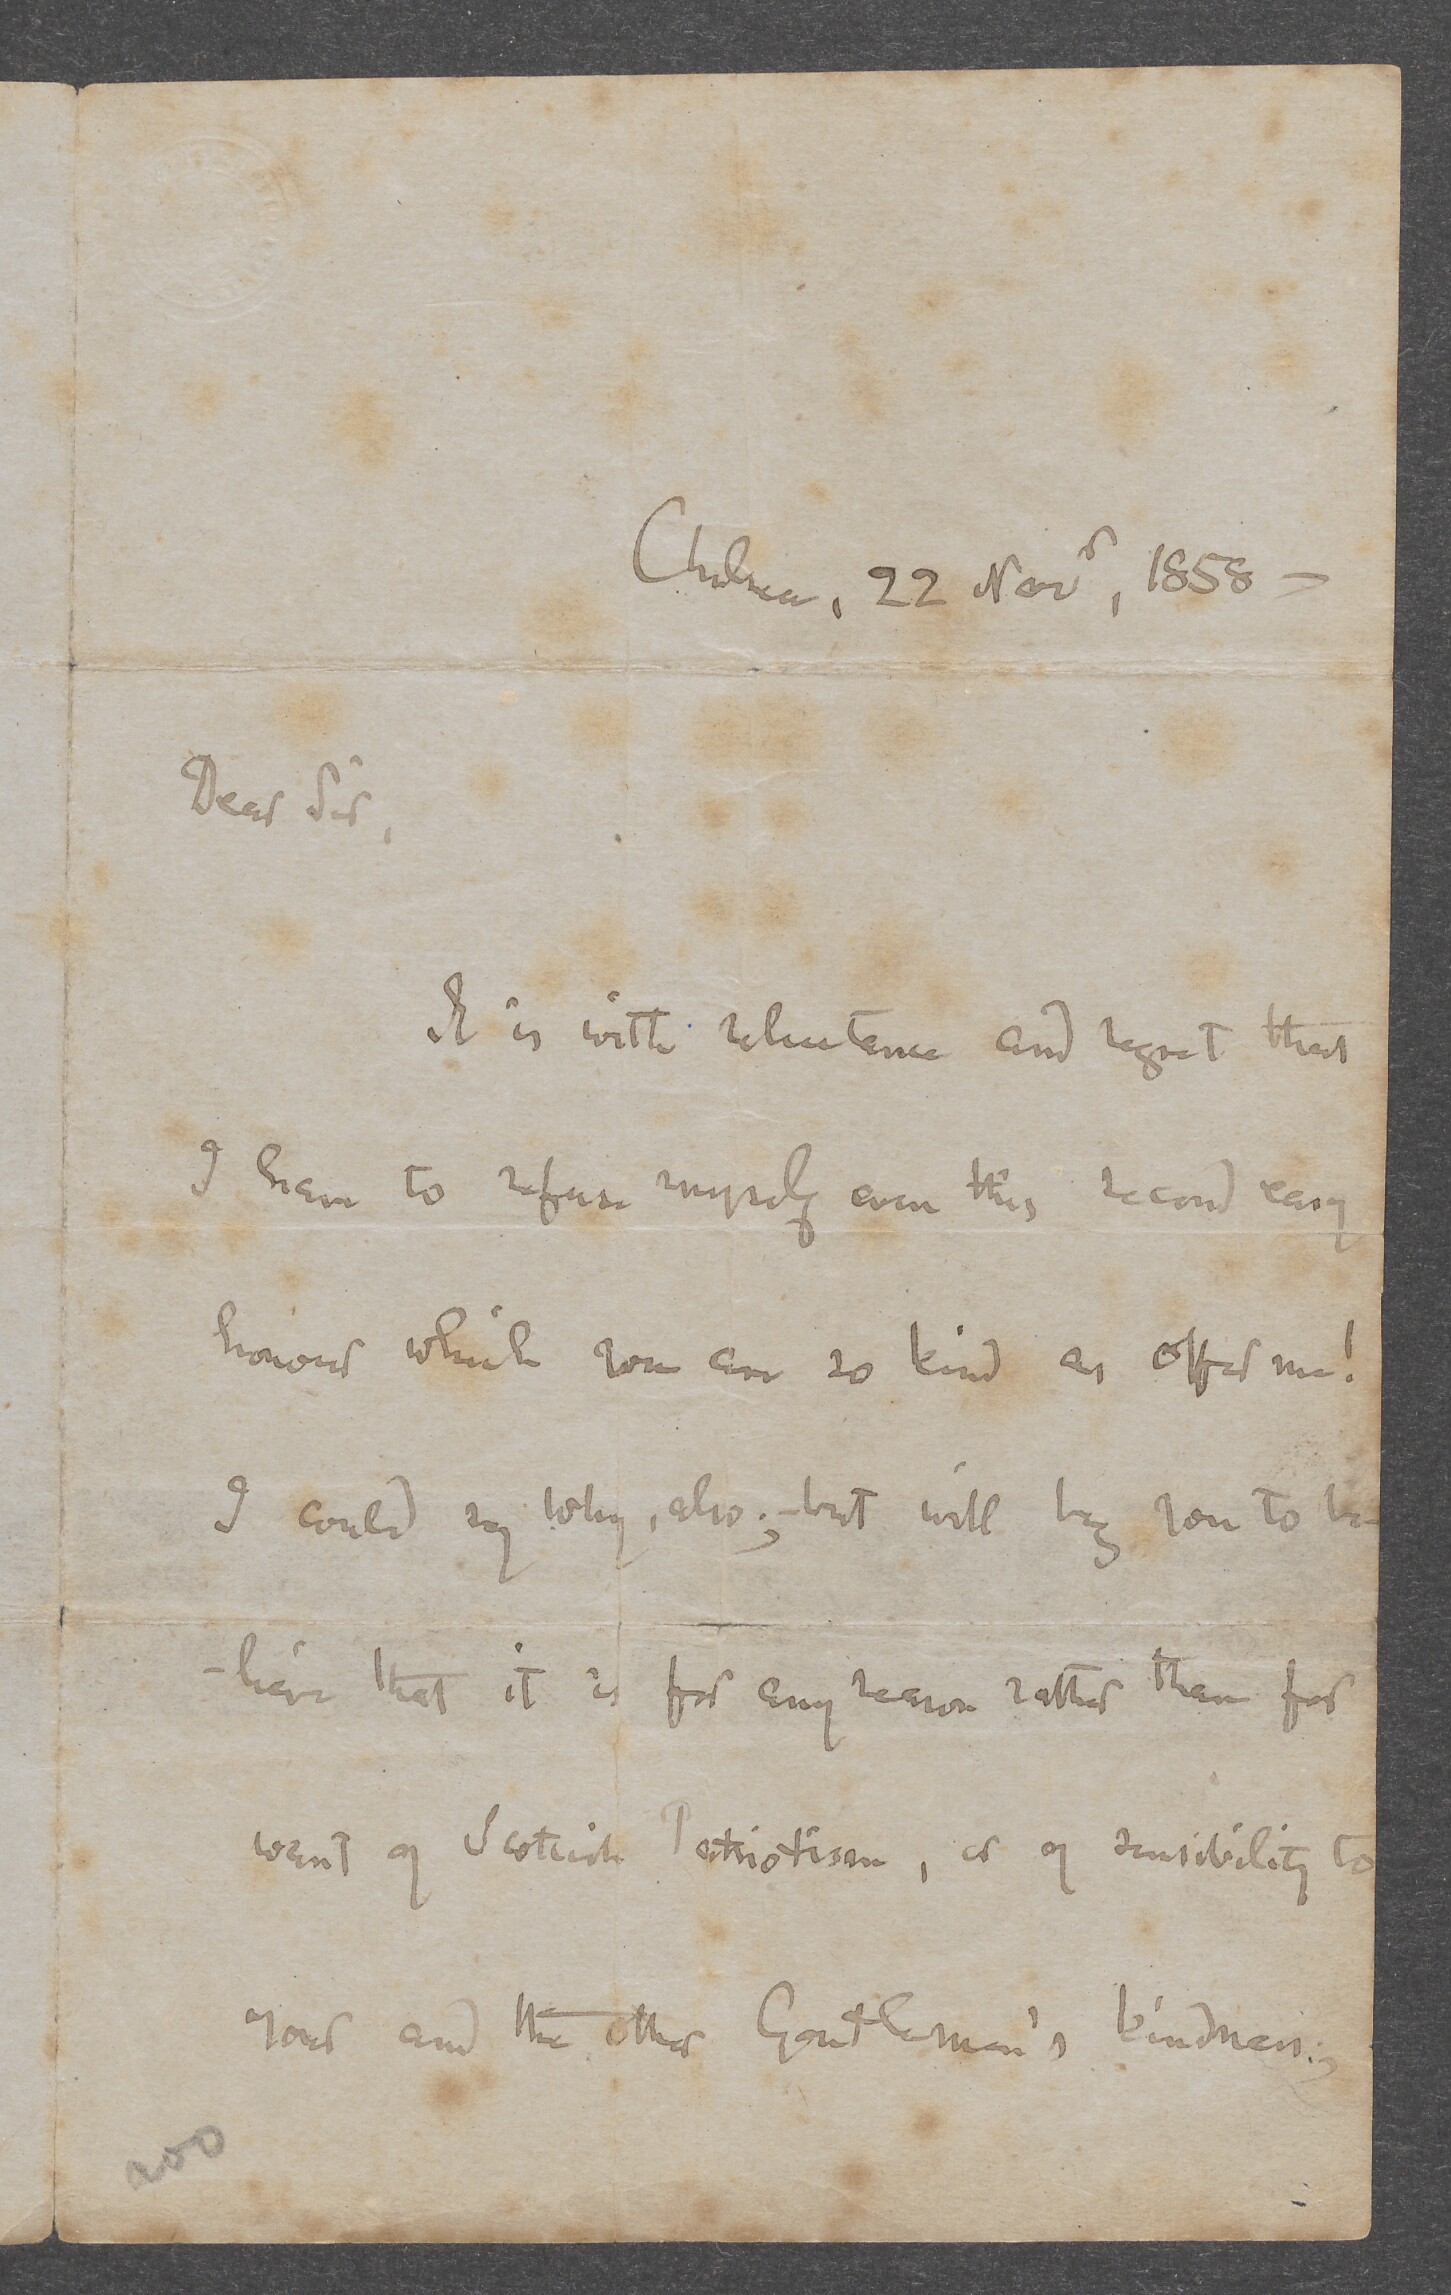 Chelsea, 22 Novr, 1858 –
Dear Sir,
It is with reluctance and regret that
I have to refuse myself even this second easy
honour which you are so kind as offer me!
I could say why, also;–but will beg you to be-
-lieve that it is for any reason rather than for
want of Scottish Patriotism, or of sensibility to
your and the other Gentleman's kindness;
200